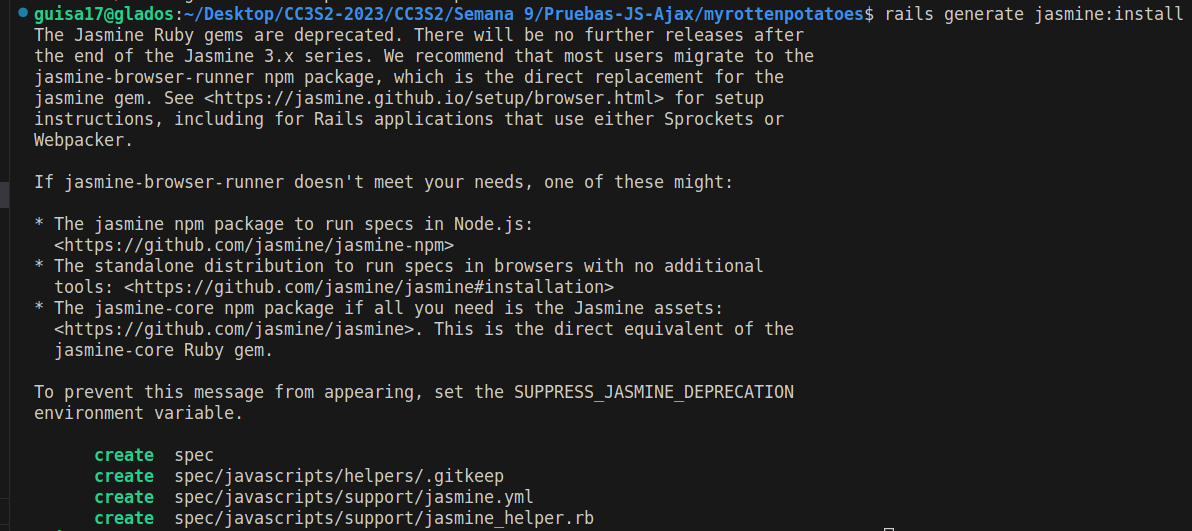 guisa17@glados:~/Desktop/CC3S2-2023/CC3S2/Semana 9/Pruebas-JS-Ajax/myrottenpotatoes$ rails generate jasmine:install
The Jasmine Ruby gems are deprecated. There will be no further releases after
the end of the Jasmine 3.x series. We recommend that most users migrate to the
jasmine-browser-runner npm package, which is the direct replacement for the
jasmine gem. See <https://jasmine.github.io/setup/browser.html> for setup
instructions, including for Rails applications that use either Sprockets or
Webpacker.

If jasmine-browser-runner doesn't meet your needs, one of these might:

* The jasmine npm package to run specs in Node.js:
  <https://github.com/jasmine/jasmine-npm>
* The standalone distribution to run specs in browsers with no additional
  tools: <https://github.com/jasmine/jasmine#installation>
* The jasmine-core npm package if all you need is the Jasmine assets:
  <https://github.com/jasmine/jasmine>. This is the direct equivalent of the
  jasmine-core Ruby gem.

To prevent this message from appearing, set the SUPPRESS_JASMINE_DEPRECATION
environment variable.

      create  spec
      create  spec/javascripts/helpers/.gitkeep
      create  spec/javascripts/support/jasmine.yml
      create  spec/javascripts/support/jasmine_helper.rb